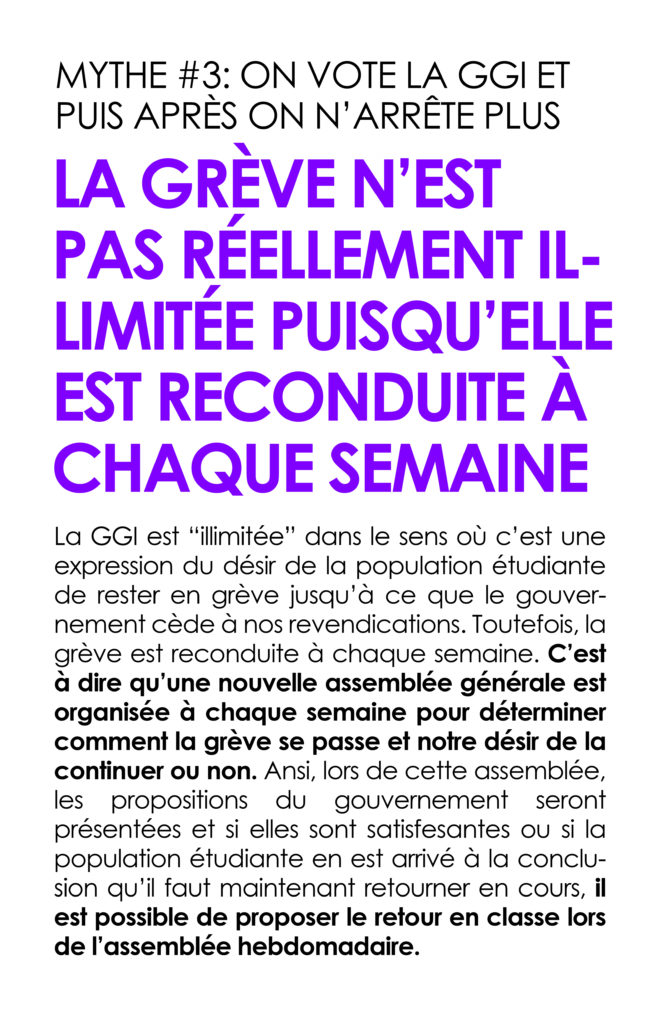 MYTHE #3: ON VOTE LA GGI ET
PUIS APRÈS ON N’ARRÊTE PLUS
LA GRÈVE N’EST
PAS RÉELLEMENT IL-
LIMITÉE PUISQU’ELLE
EST RECONDUITE À
CHAQUE SEMAINE
La GGI est “illimitée” dans le sens où c’est une
expression du désir de la population étudiante
de rester en grève jusqu’à ce que le gouver-
nement cède à nos revendications. Toutefois, la
grève est reconduite à chaque semaine. C’est
à dire qu’une nouvelle assemblée générale est
organisée à chaque semaine pour déterminer
comment la grève se passe et notre désir de la
continuer ou non. Ansi, lors de cette assemblée,
les propositions du gouvernement seront
présentées et si elles sont satisfesantes ou si la
population étudiante en est arrivé à la conclu-
sion qu’il faut maintenant retourner en cours, il
est possible de proposer le retour en classe lors
de l’assemblée hebdomadaire.